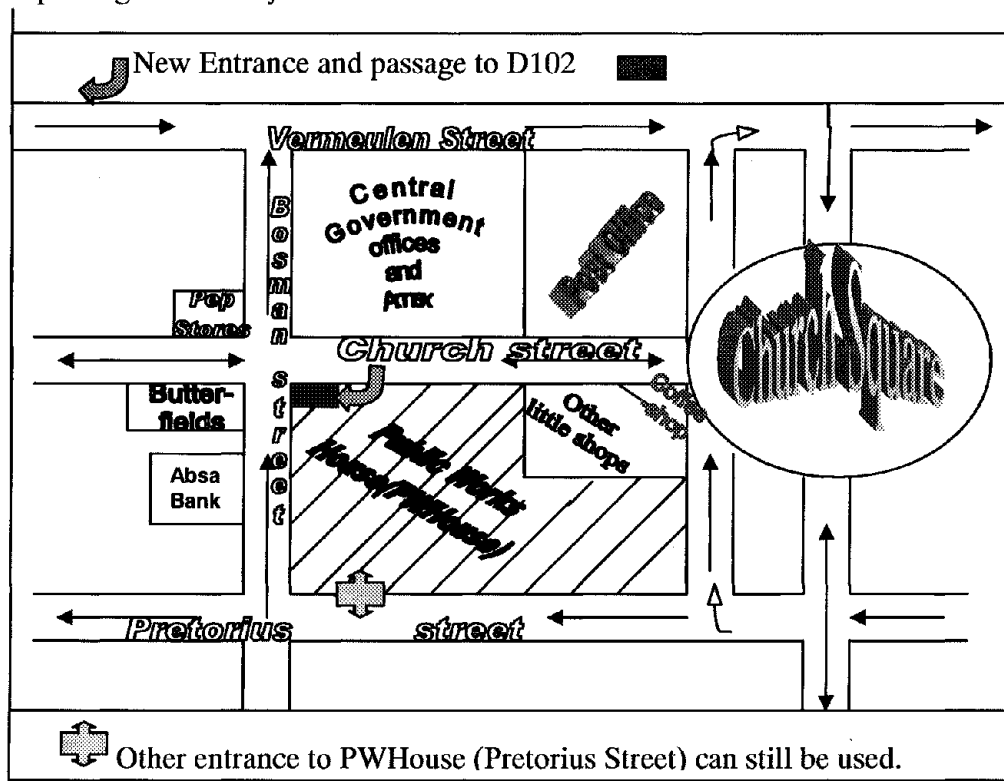 New Entrance and passage to D102
Vermeulen Street
Bosman
Central
Government
offices
and
Post Office
Pep
Stores
Church street
Church Square
street
Butter-
fields
Coffee
shop
Other
little shops
Public Works
House(PWHouse)
Absa
Bank
Pretorius street
Other entrance to PWHouse (Pretorius Street) can still be used.